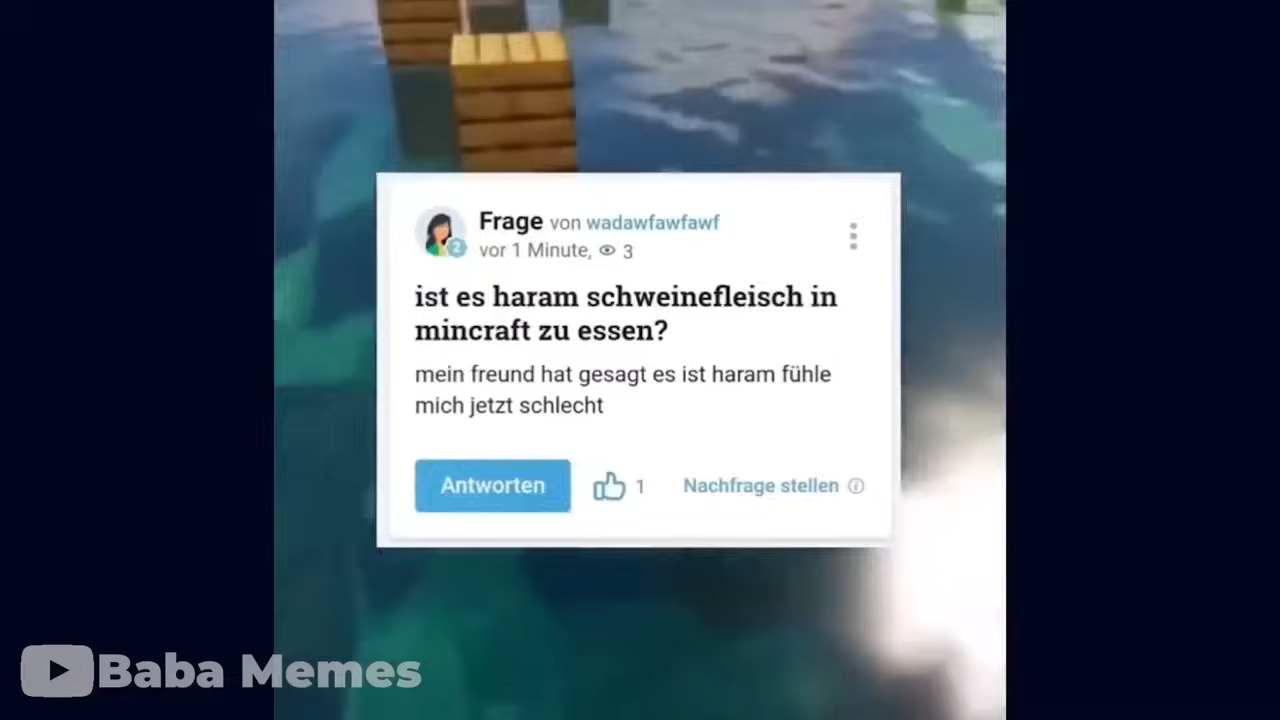 Frage von wadawfawfawf
2
vor 1 Minute, 3
ist es haram schweinefleisch in
mincraft zu essen?
mein freund hat gesagt es ist haram fühle
mich jetzt schlecht
Antworten 1 Nachfrage stellen i
Baba Memes